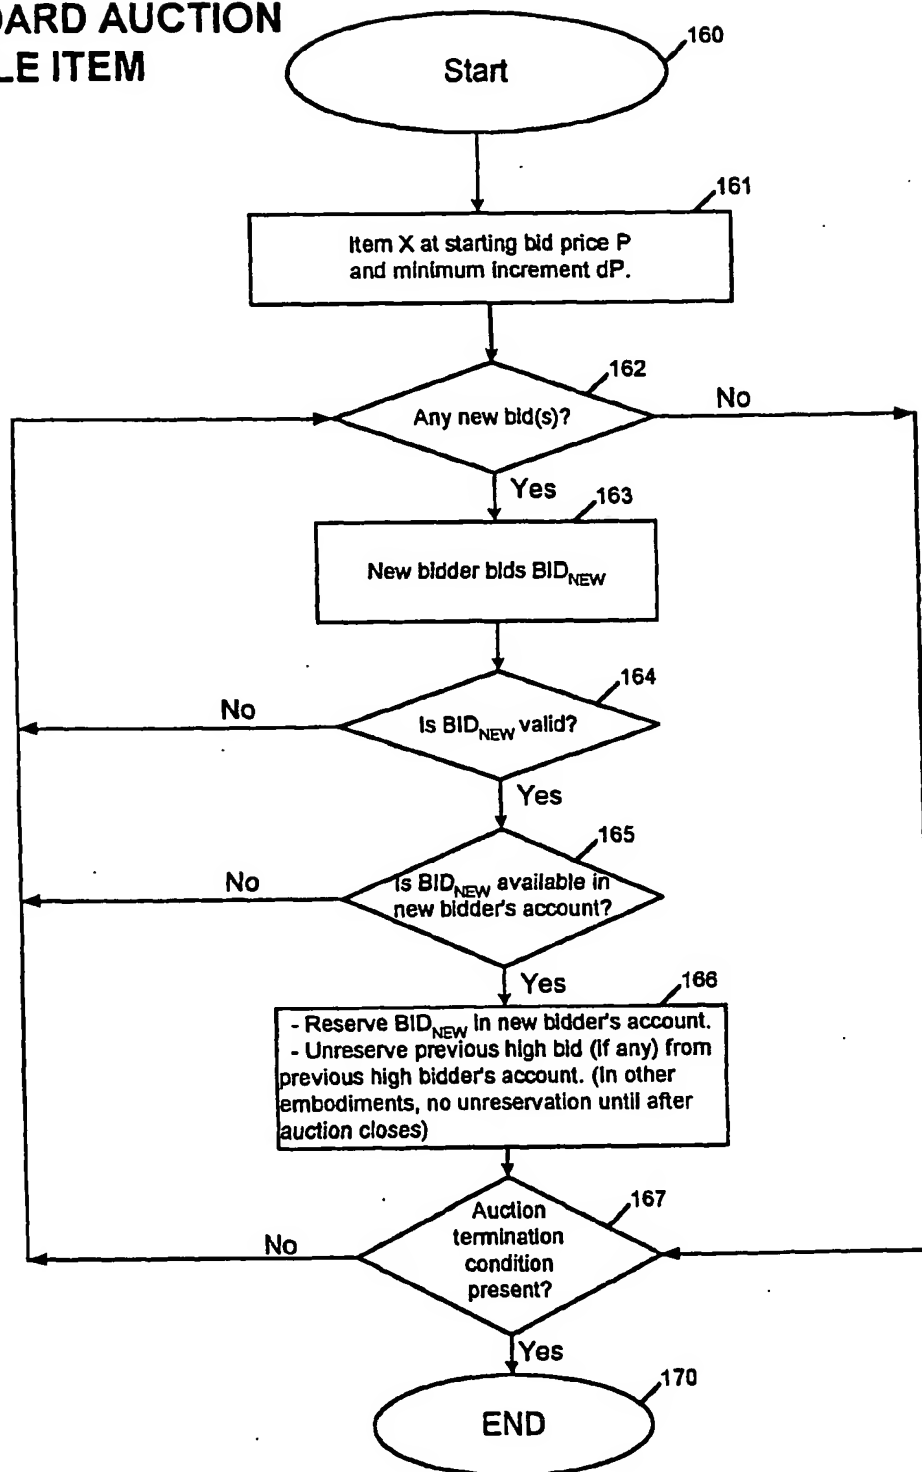 DARD AUCTION
LE ITEM
160
Start
161
Item X at starting bid price P
and minimum increment dP.
162
Any new bid(s)?
No
Yes
163
New bidder bids BID_NEW
164
No
Is BID_NEW valid?
Yes
165
No
Is BID_NEW available in
new bidder's account?
Yes
166
- Reserve BID_NEW in new bidder's account.
- Unreserve previous high bid (if any) from
previous high bidder's account. (In other
embodiments, no unreservation until after
auction closes)
167
Auction
termination
condition
present?
No
Yes
170
END